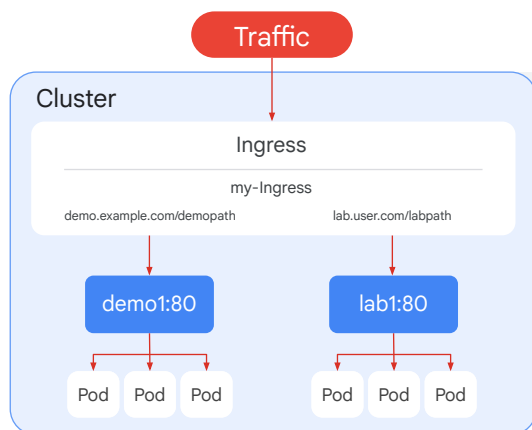 Traffic
Cluster
Ingress
my-Ingress
demo.example.com/demopath lab.user.com/labpath
demo1:80 lab1:80
Pod Pod Pod Pod Pod Pod